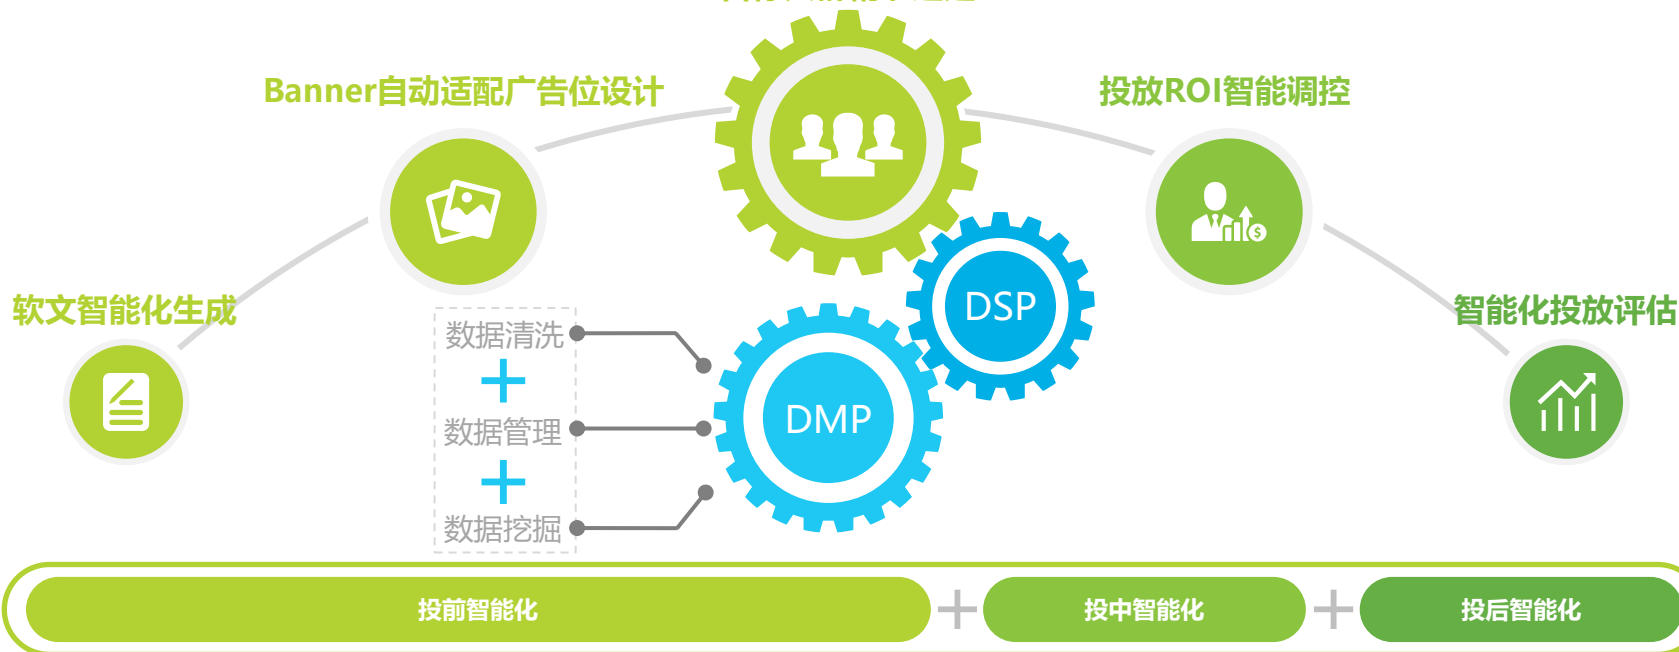 Banner自动适配广告位设计
投放ROI智能调控
软文智能化生成
智能化投放评估
数据清洗
数据管理
数据挖掘
DSP
DMP
投前智能化
投中智能化
投后智能化